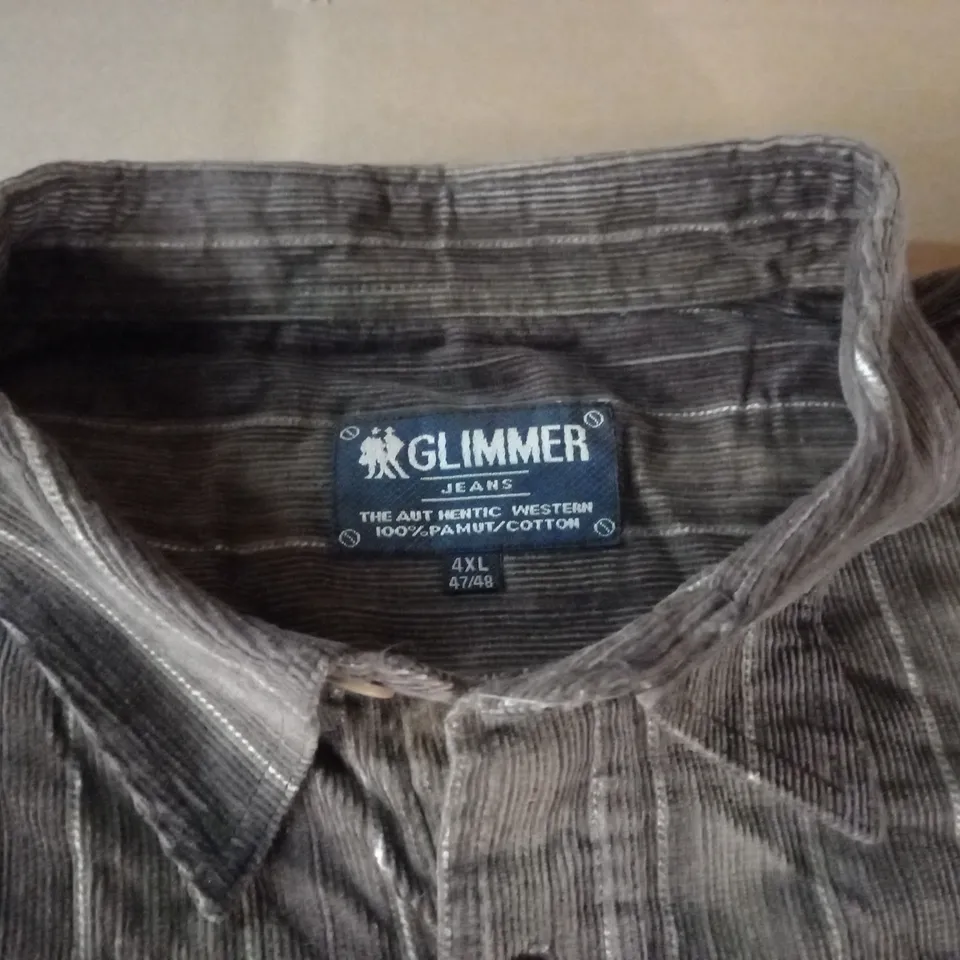 GLIMMER
JEANS
THE AUT HENTIC WESTERN
100%PAMUT/COTTON
4XL
47/48